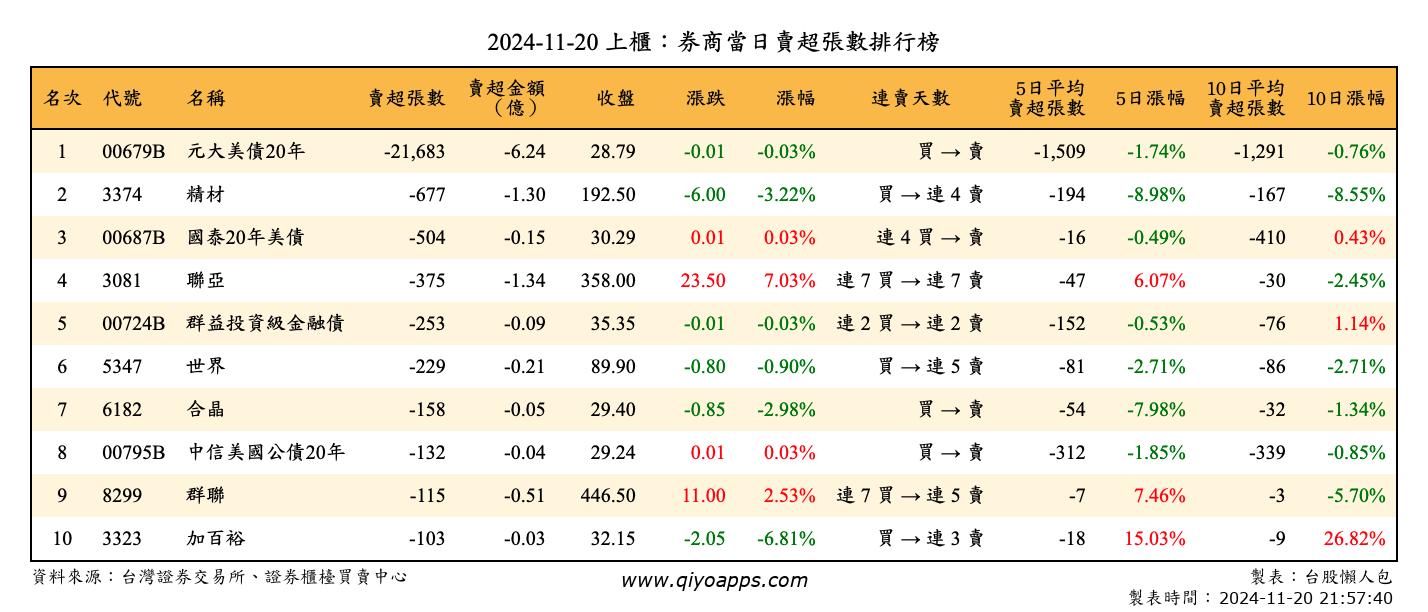 2024-11-20 上櫃：券商當日賣超張數排行榜
名次 代號 名稱 賣超張數 賣超金額（億） 收盤 漲跌 漲幅 連賣天數 5日平均賣超張數 5日漲幅 10日平均賣超張數 10日漲幅
1 00679B 元大美債20年 -21,683 -6.24 28.79 -0.01 -0.03% 買 → 賣 -1,509 -1.74% -1,291 -0.76%
2 3374 精材 -677 -1.30 192.50 -6.00 -3.22% 買 → 連 4 賣 -194 -8.98% -167 -8.55%
3 00687B 國泰20年美債 -504 -0.15 30.29 0.01 0.03% 連 4 買 → 賣 -16 -0.49% -410 0.43%
4 3081 聯亞 -375 -1.34 358.00 23.50 7.03% 連 7 買 → 連 7 賣 -47 6.07% -30 -2.45%
5 00724B 群益投資級金融債 -253 -0.09 35.35 -0.01 -0.03% 連 2 買 → 連 2 賣 -152 -0.53% -76 1.14%
6 5347 世界 -229 -0.21 89.90 -0.80 -0.90% 買 → 連 5 賣 -81 -2.71% -86 -2.71%
7 6182 合晶 -158 -0.05 29.40 -0.85 -2.98% 買 → 賣 -54 -7.98% -32 -1.34%
8 00795B 中信美國公債20年 -132 -0.04 29.24 0.01 0.03% 買 → 賣 -312 -1.85% -339 -0.85%
9 8299 群聯 -115 -0.51 446.50 11.00 2.53% 連 7 買 → 連 5 賣 -7 7.46% -3 -5.70%
10 3323 加百裕 -103 -0.03 32.15 -2.05 -6.81% 買 → 連 3 賣 -18 15.03% -9 26.82%
資料來源：台灣證券交易所、證券櫃檯買賣中心
www.qiyoapps.com
製表：台股懶人包
製表時間：2024-11-20 21:57:40